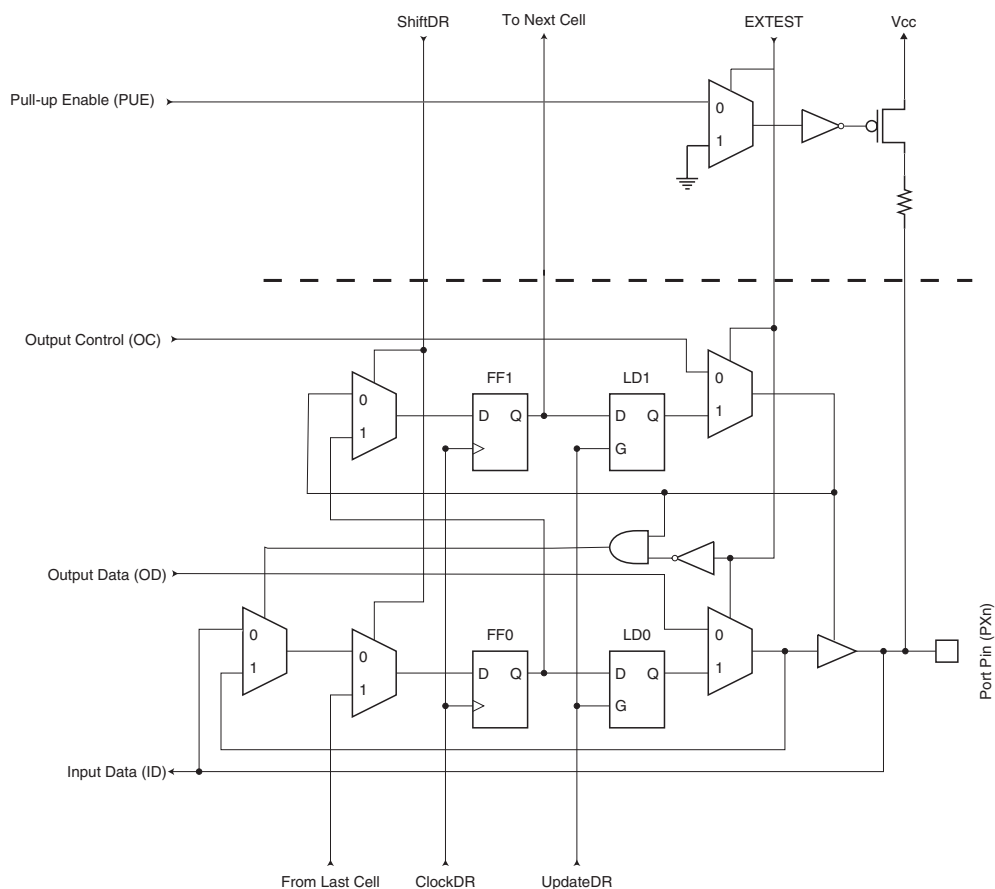 ShiftDR
To Next Cell
EXTEST
Vcc
Pull-up Enable (PUE)
0
1
Output Control (OC)
FF1
LD1
0
1
D Q
D Q
G
0
1
Output Data (OD)
FF0
LD0
0
1
0
1
D Q
D Q
G
0
1
Port Pin (PXn)
Input Data (ID)
From Last Cell
ClockDR
UpdateDR